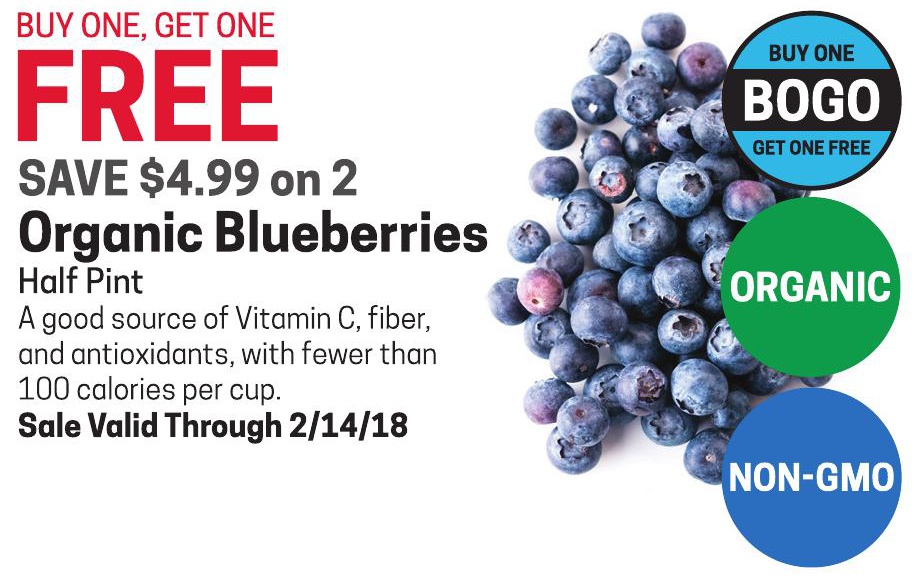 BUY ONE, GET ONE
FREE
SAVE $4.99 on 2
Organic Blueberries
Half Pint
A good source of Vitamin C, fiber,
and antioxidants, with fewer than
100 calories per cup.
Sale Valid Through 2/14/18
BUY ONE
BOGO
GET ONE FREE
ORGANIC
NON-GMO